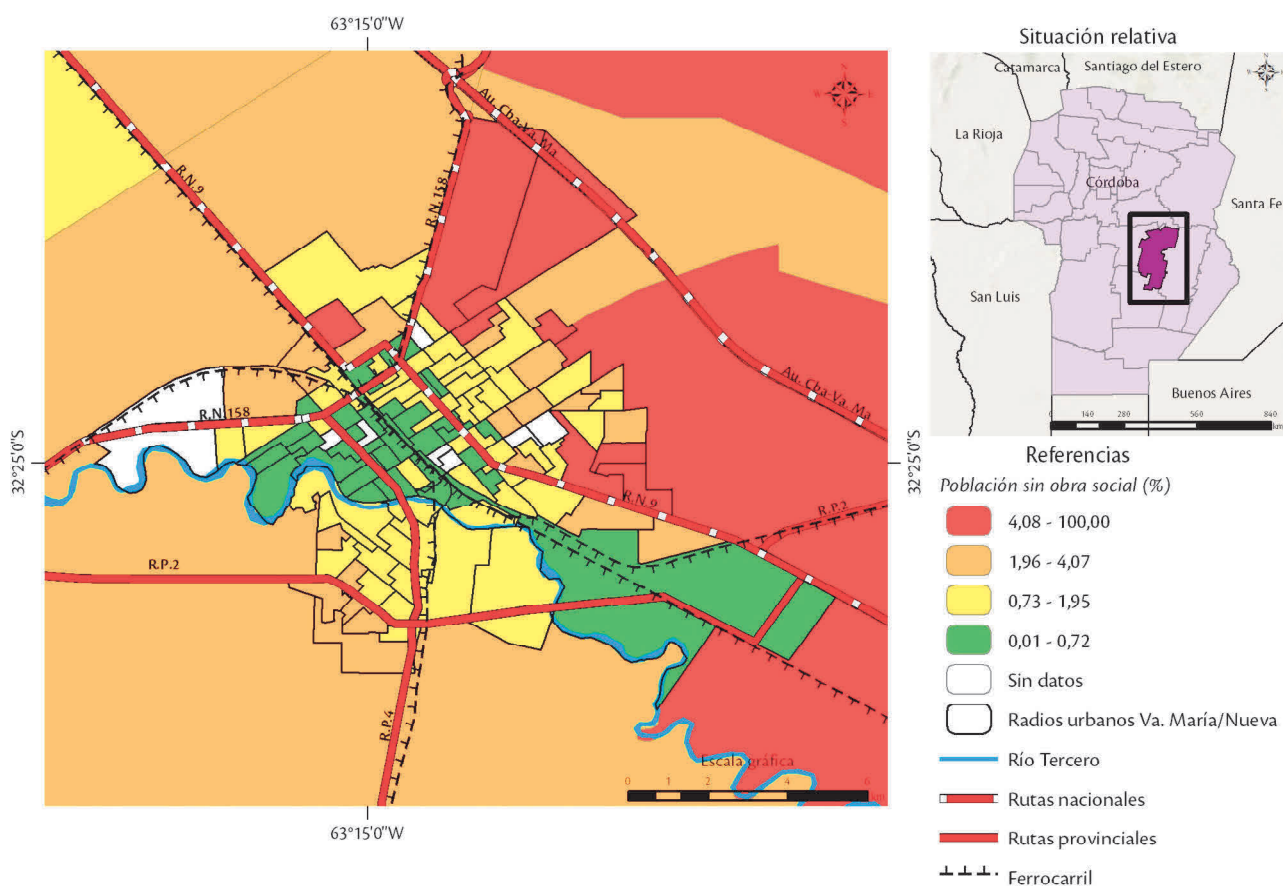 63°15'0"W
Situación relativa
Catamarca
Santiago del Estero
La Rioja
Córdoba
Santa Fe
San Luis
Buenos Aires
0 140 280 560 840
km
R.N.9
Au. Cba-Va. Ma
R.N.158
R.N.158
Au. Cba-Va. Ma
32°25'0"S
32°25'0"S
R.N 9
R.P.2
R.P.2
R.P.4
Escala gráfica
0 1 2 4 6
km
63°15'0"W
Referencias
Población sin obra social (%)
4,08 - 100,00
1,96 - 4,07
0,73 - 1,95
0,01 - 0,72
Sin datos
Radios urbanos Va. María/Nueva
Río Tercero
Rutas nacionales
Rutas provinciales
Ferrocarril